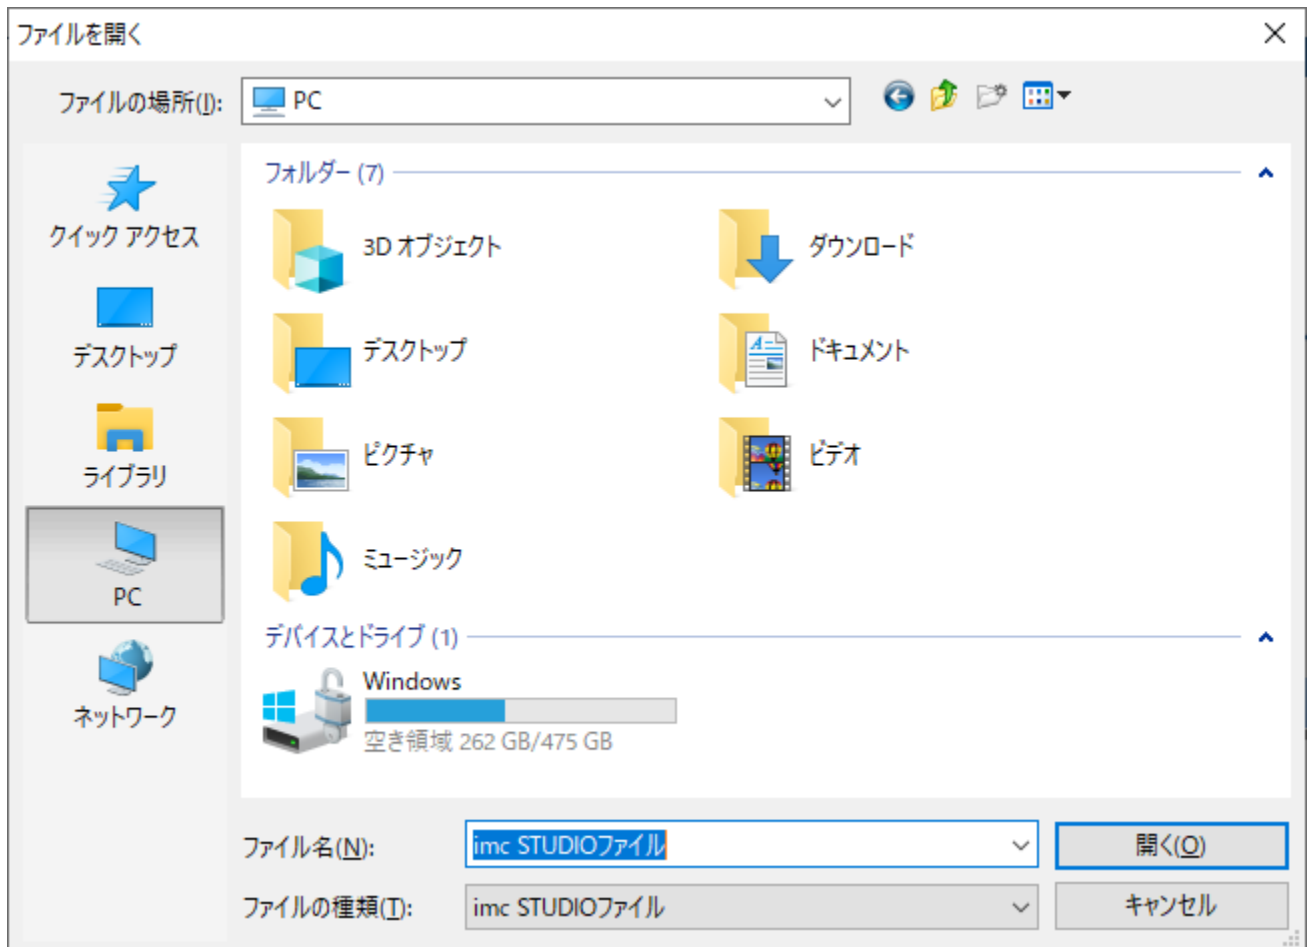 ファイルを開く
ファイルの場所(I): PC
クイック アクセス
デスクトップ
ライブラリ
PC
ネットワーク
フォルダー (7)
3D オブジェクト
ダウンロード
デスクトップ
ドキュメント
ピクチャ
ビデオ
ミュージック
デバイスとドライブ (1)
Windows
空き領域 262 GB/475 GB
ファイル名(N): imc STUDIOファイル 開く(O)
ファイルの種類(T): imc STUDIOファイル キャンセル